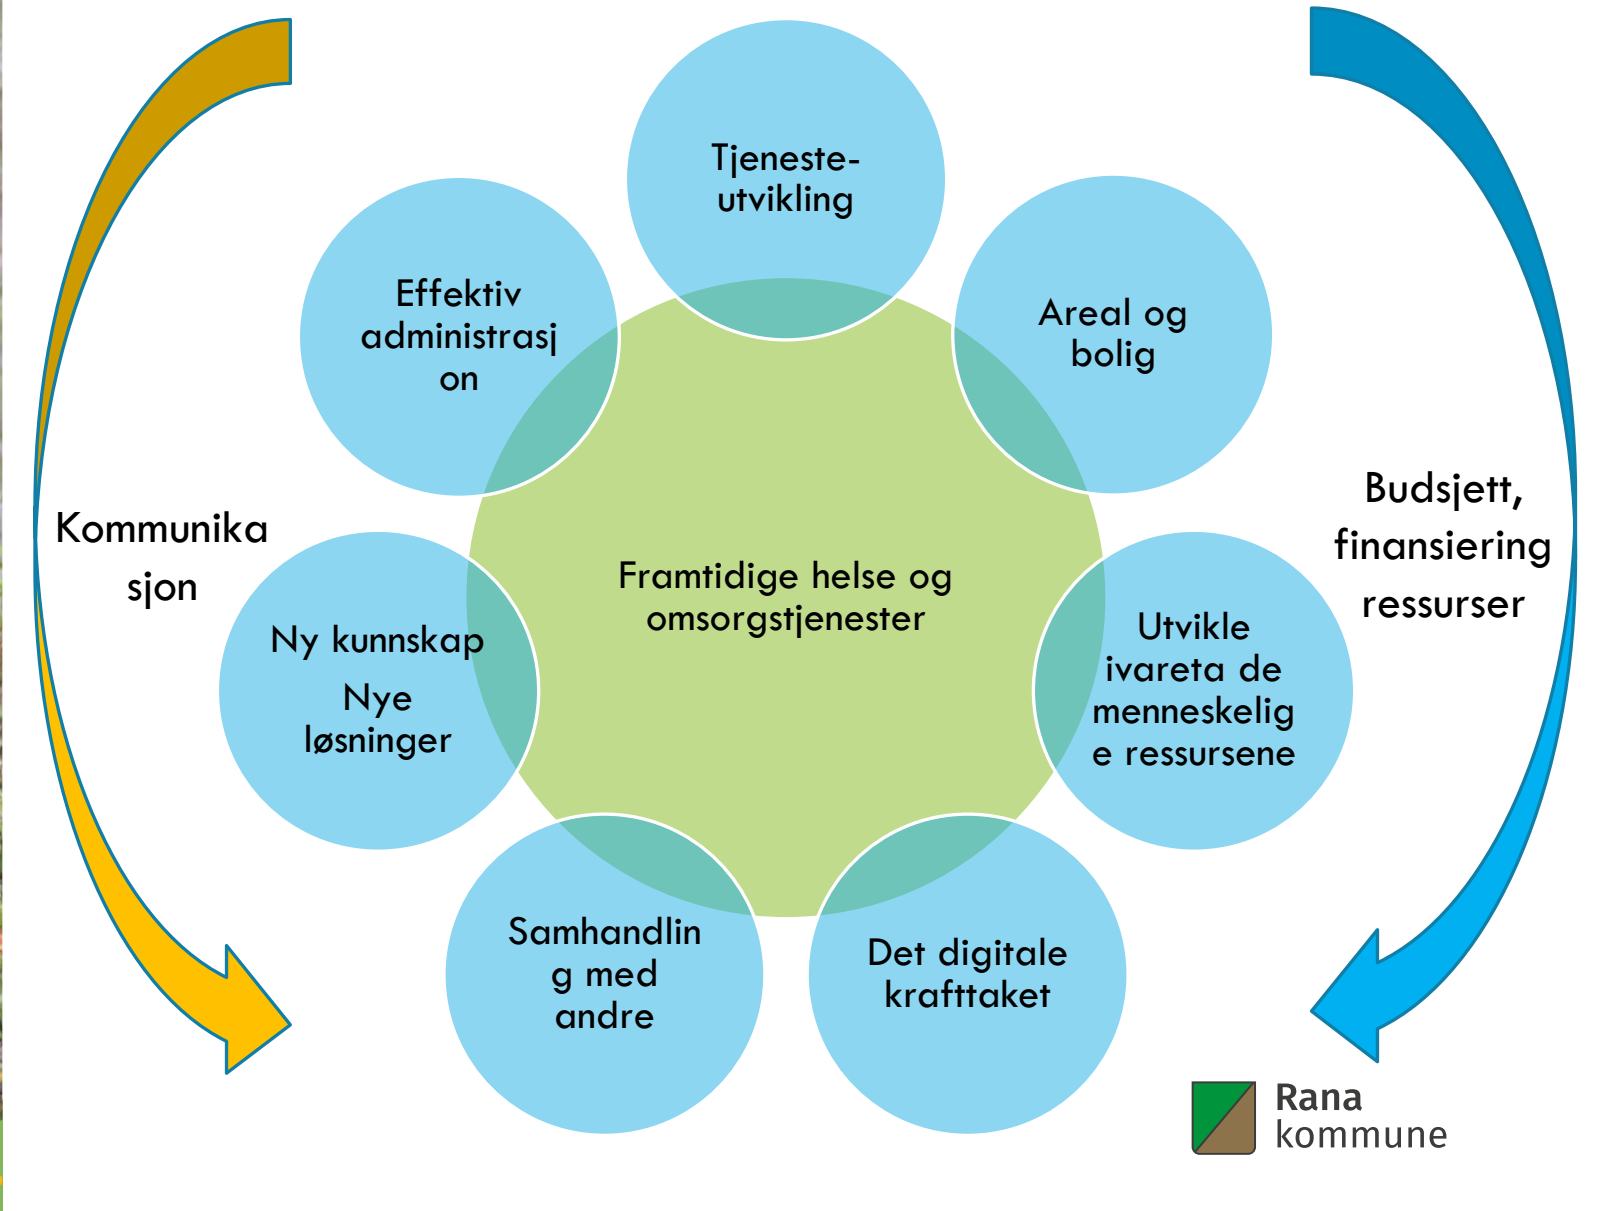 Tjeneste-
utvikling
Effektiv
administrasj
on
Areal og
bolig
Kommunika
sjon
Budsjett,
finansiering
ressurser
Framtidige helse og
omsorgstjenester
Ny kunnskap
Nye
løsninger
Utvikle
ivareta de
menneskelig
e ressursene
Samhandlin
g med
andre
Det digitale
krafttaket
Rana
kommune